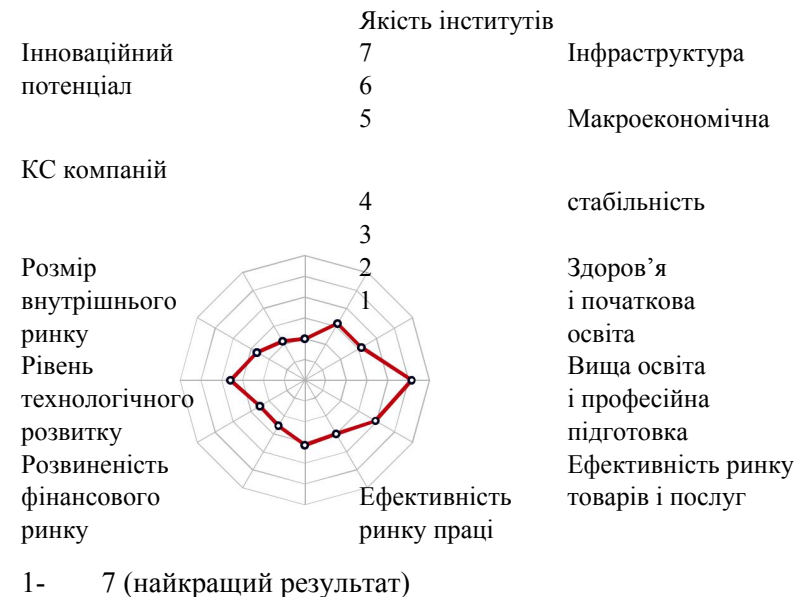 Якість інститутів
Інноваційний 7 Інфраструктура
потенціал 6
5 Макроекономічна
КС компаній
4 стабільність
3
Розмір 2 Здоров’я
внутрішнього 1 і початкова
ринку освіта
Рівень Вища освіта
технологічного і професійна
розвитку підготовка
Розвиненість Ефективність ринку
фінансового Ефективність товарів і послуг
ринку ринку праці
1- 7 (найкращий результат)